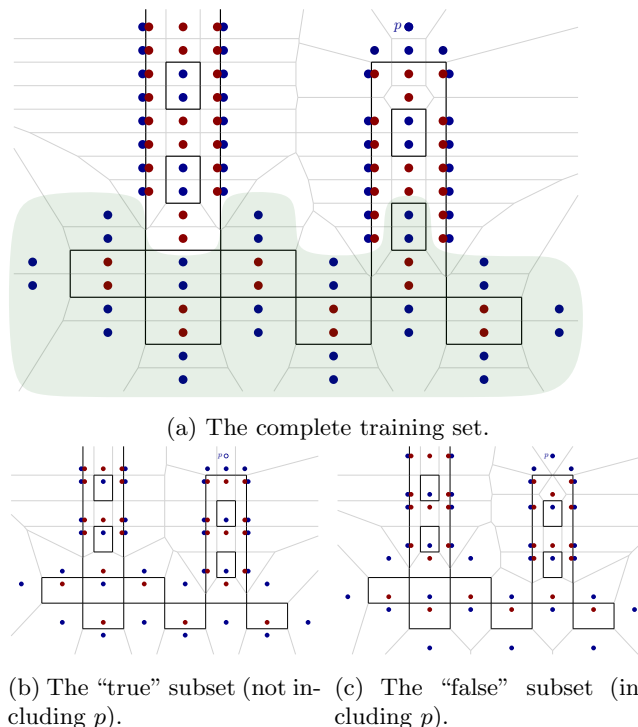 p
(a) The complete training set.
p
p
(b) The “true” subset (not in-
cluding p).
(c) The “false” subset (in-
cluding p).